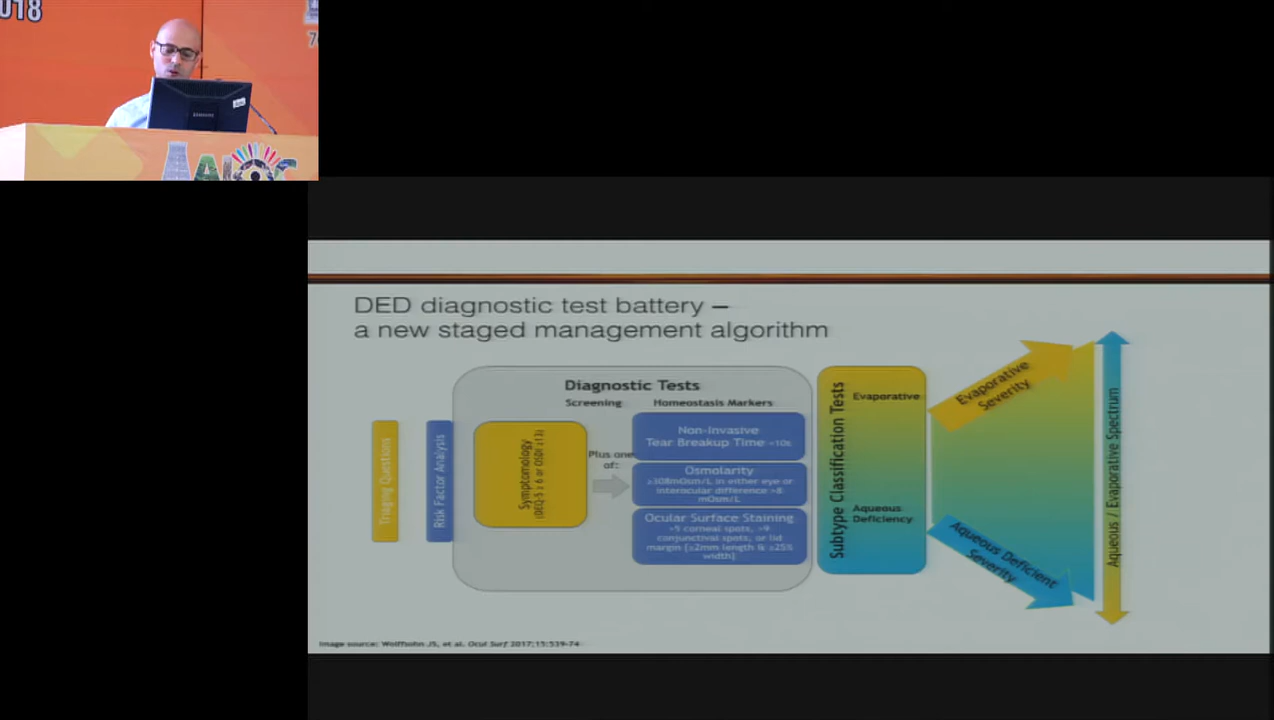 018
7
SAMSUNG
AIOC
DED diagnostic test battery –
a new staged management algorithm
Triaging Questions
Risk Factor Analysis
Diagnostic Tests
Screening
Homeostasis Markers
Symptomology
(DEQ-5 ≥ 6 or OSDI ≥13)
Plus one
of:
Non-Invasive
Tear Breakup Time <10s
Osmolarity
≥308mOsm/L in either eye or
interocular difference >8
mOsm/L
Ocular Surface Staining
>5 corneal spots, >9
conjunctival spots, or lid
margin [≥2mm length & ≥25%
width]
Subtype Classification Tests
Evaporative
Aqueous
Deficiency
Evaporative
Severity
Aqueous Deficient
Severity
Aqueous / Evaporative Spectrum
Image source: Wolffsohn JS, et al. Ocul Surf 2017;15:539-74